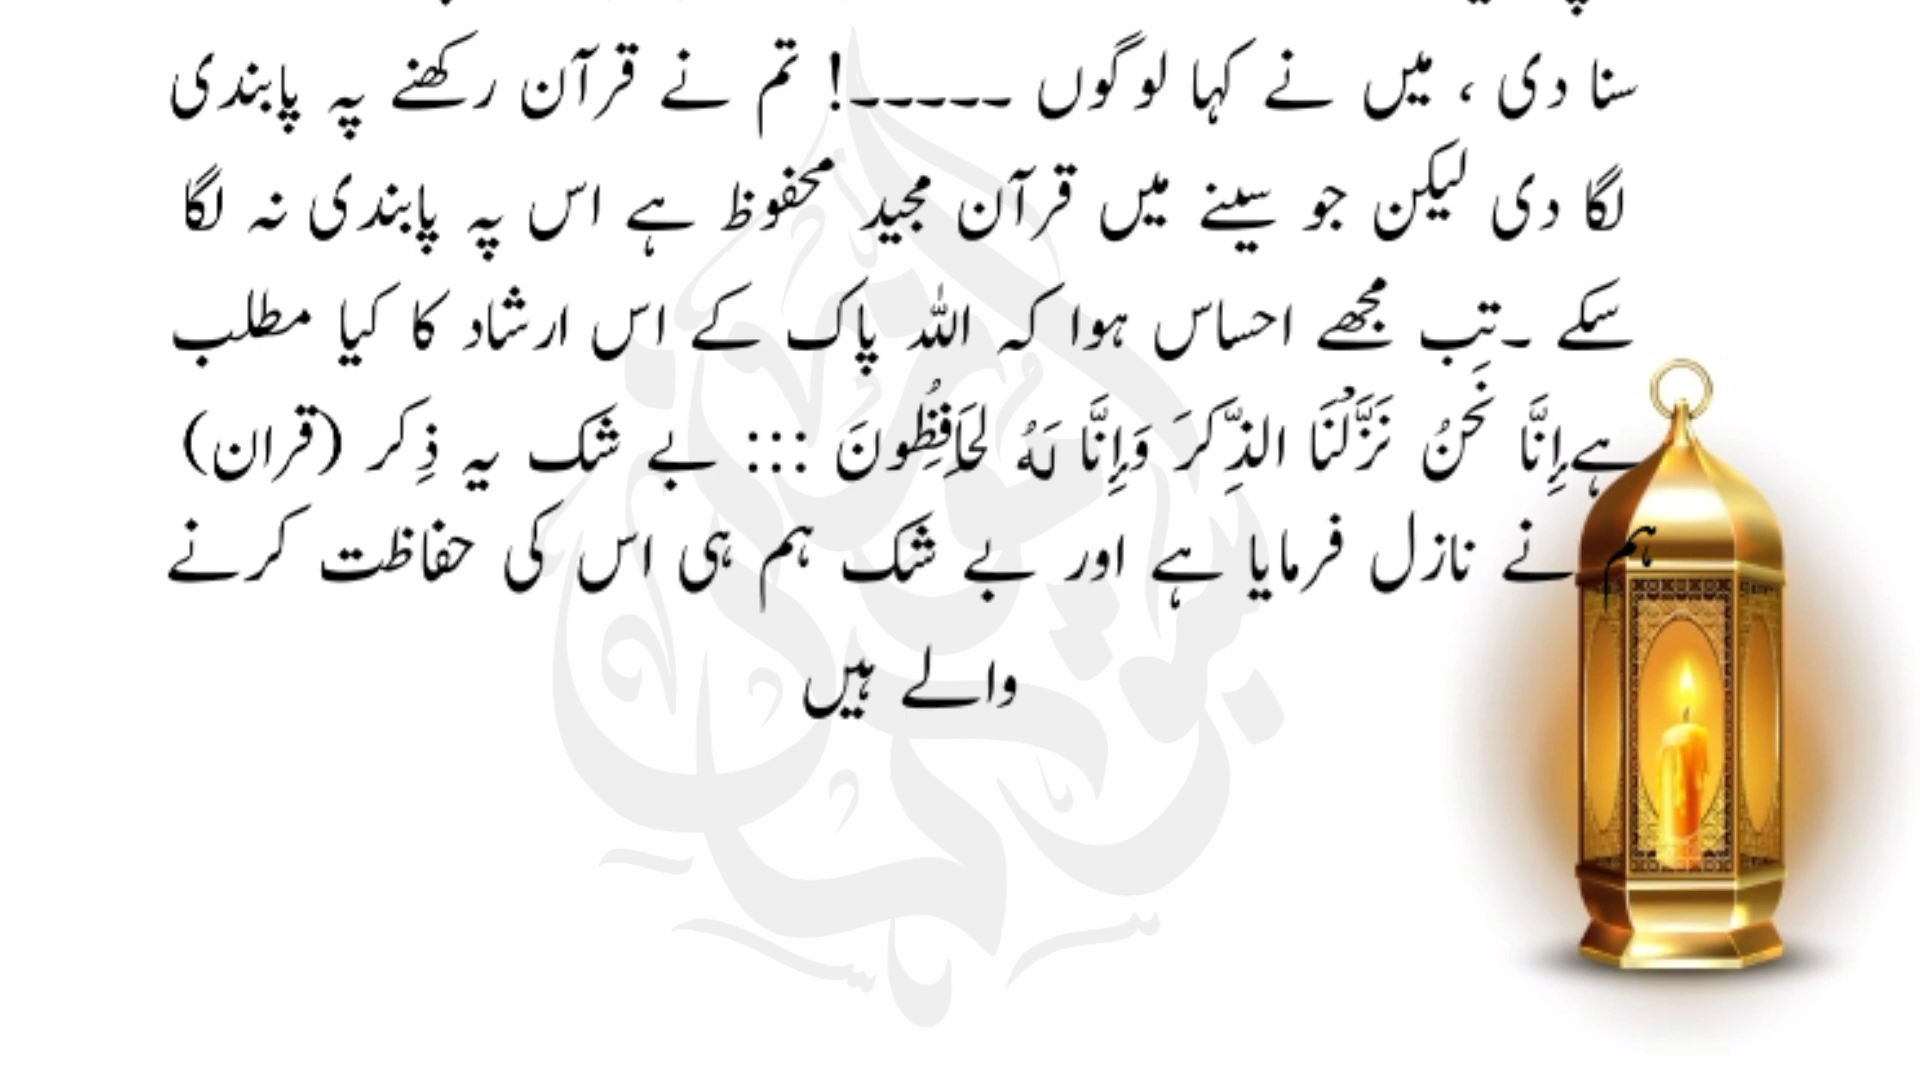 سنا دی ، میں نے کہا لوگوں ۔۔۔۔۔! تم نے قرآن رکھنے پہ پابندی
لگا دی لیکن جو سینے میں قرآن مجید محفوظ ہے اس پہ پابندی نہ لگا
سکے ۔تب مجھے احساس ہوا کہ اللہ پاک کے اس ارشاد کا کیا مطلب
ہےإِنَّا نَحْنُ نَزَّلْنَا الذِّكرَ وَإِنَّا لَهُ لَحَافِظُونَ ::: بے شک یہ ذِکر (قران)
ہم نے نازل فرمایا ہے اور بے شک ہم ہی اس کی حفاظت کرنے
والے ہیں